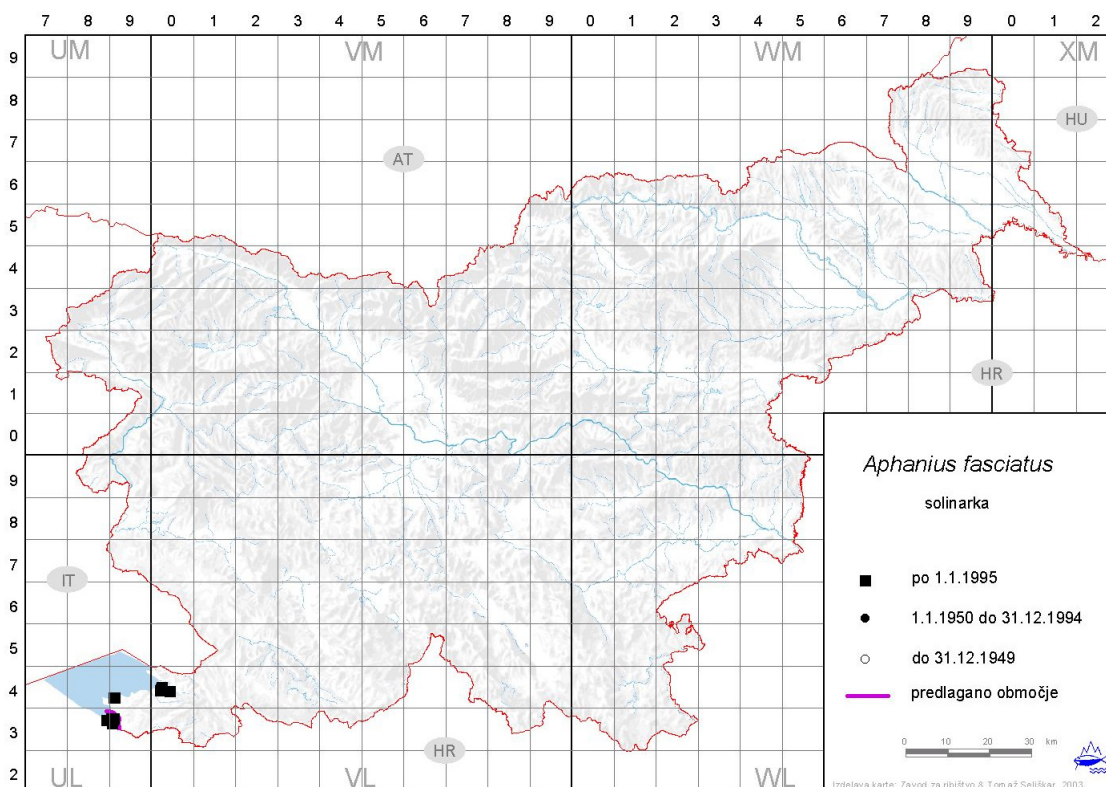 7 8 9 0 1 2 3 4 5 6 7 8 9 0 1 2 3 4 5 6 7 8 9 0 1 2
UM VM WM XM
9
8
7
6
5
4
3
2
1
0
9
8
7
6
5
4
3
2
AT
HU
HR
IT
HR
UL VL WL
Aphanius fasciatus
solinarka
po 1.1.1995
1.1.1950 do 31.12.1994
do 31.12.1949
predlagano območje
0 10 20 30 km
Izdelava karte: Zavod za ribištvo & Tomaž Seliškar, 2003